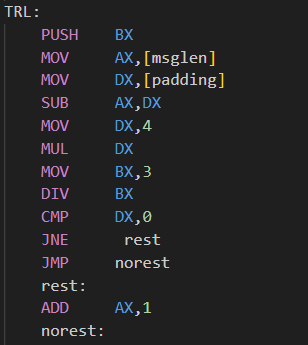 TRL:
PUSH BX
MOV AX,[msglen]
MOV DX,[padding]
SUB AX,DX
MOV DX,4
MUL DX
MOV BX,3
DIV BX
CMP DX,0
JNE rest
JMP norest
rest:
ADD AX,1
norest: